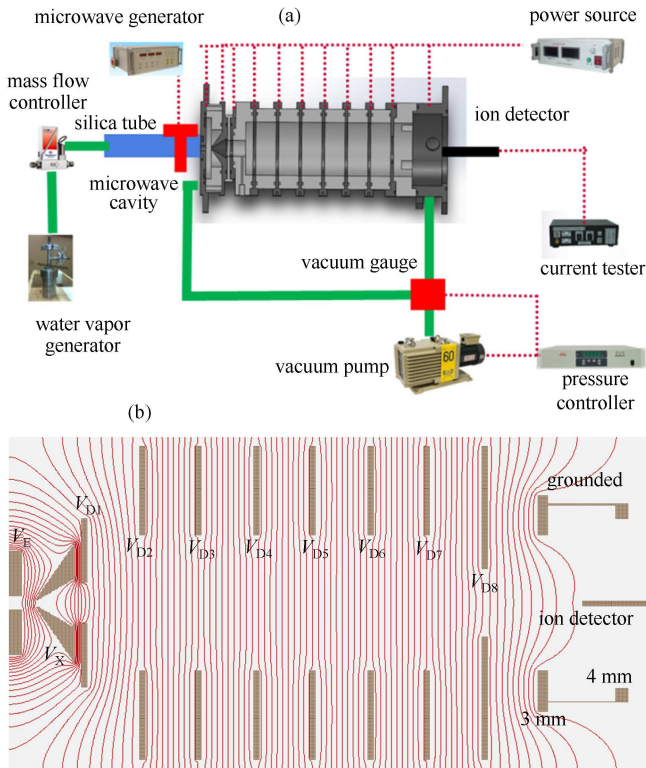 (a)
microwave generator
power source
mass flow
controller
silica tube
ion detector
microwave
cavity
vacuum gauge
current tester
water vapor
generator
vacuum pump
60
pressure
controller
(b)
V_E
V_D1
grounded
V_D2
V_D3
V_D4
V_D5
V_D6
V_D7
V_D8
ion detector
V_X
4 mm
3 mm